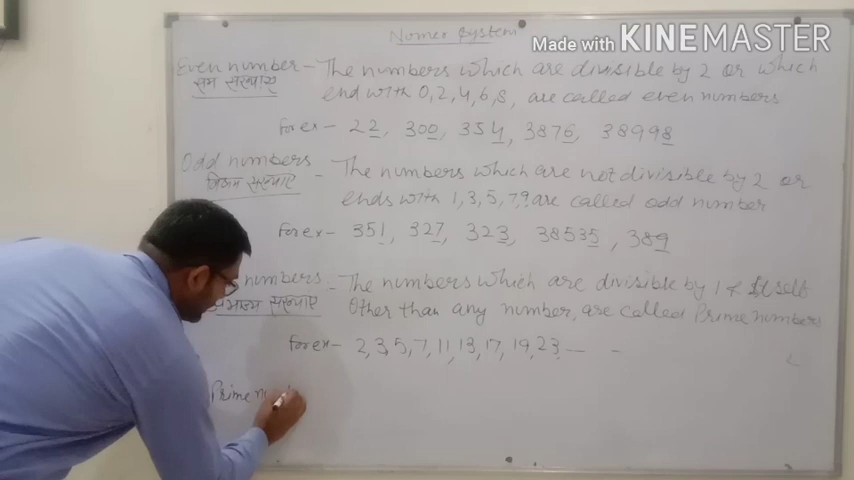 Nomer System
Made with KINEMASTER
Even number - The numbers which are divisible by 2 or which
सम संख्याए end with 0, 2, 4, 6, 8, are called even numbers
for ex - 22, 300, 354, 3876, 38998
Odd numbers - The numbers which are not divisible by 2 or
विषम संख्याए ends with 1, 3, 5, 7, 9 are called odd number
for ex - 351, 327, 323, 38535, 389
numbers - The numbers which are divisible by 1 & itself
संख्याए Other than any number, are called Prime numbers
for ex - 2, 3, 5, 7, 11, 13, 17, 19, 23 — -
Prime